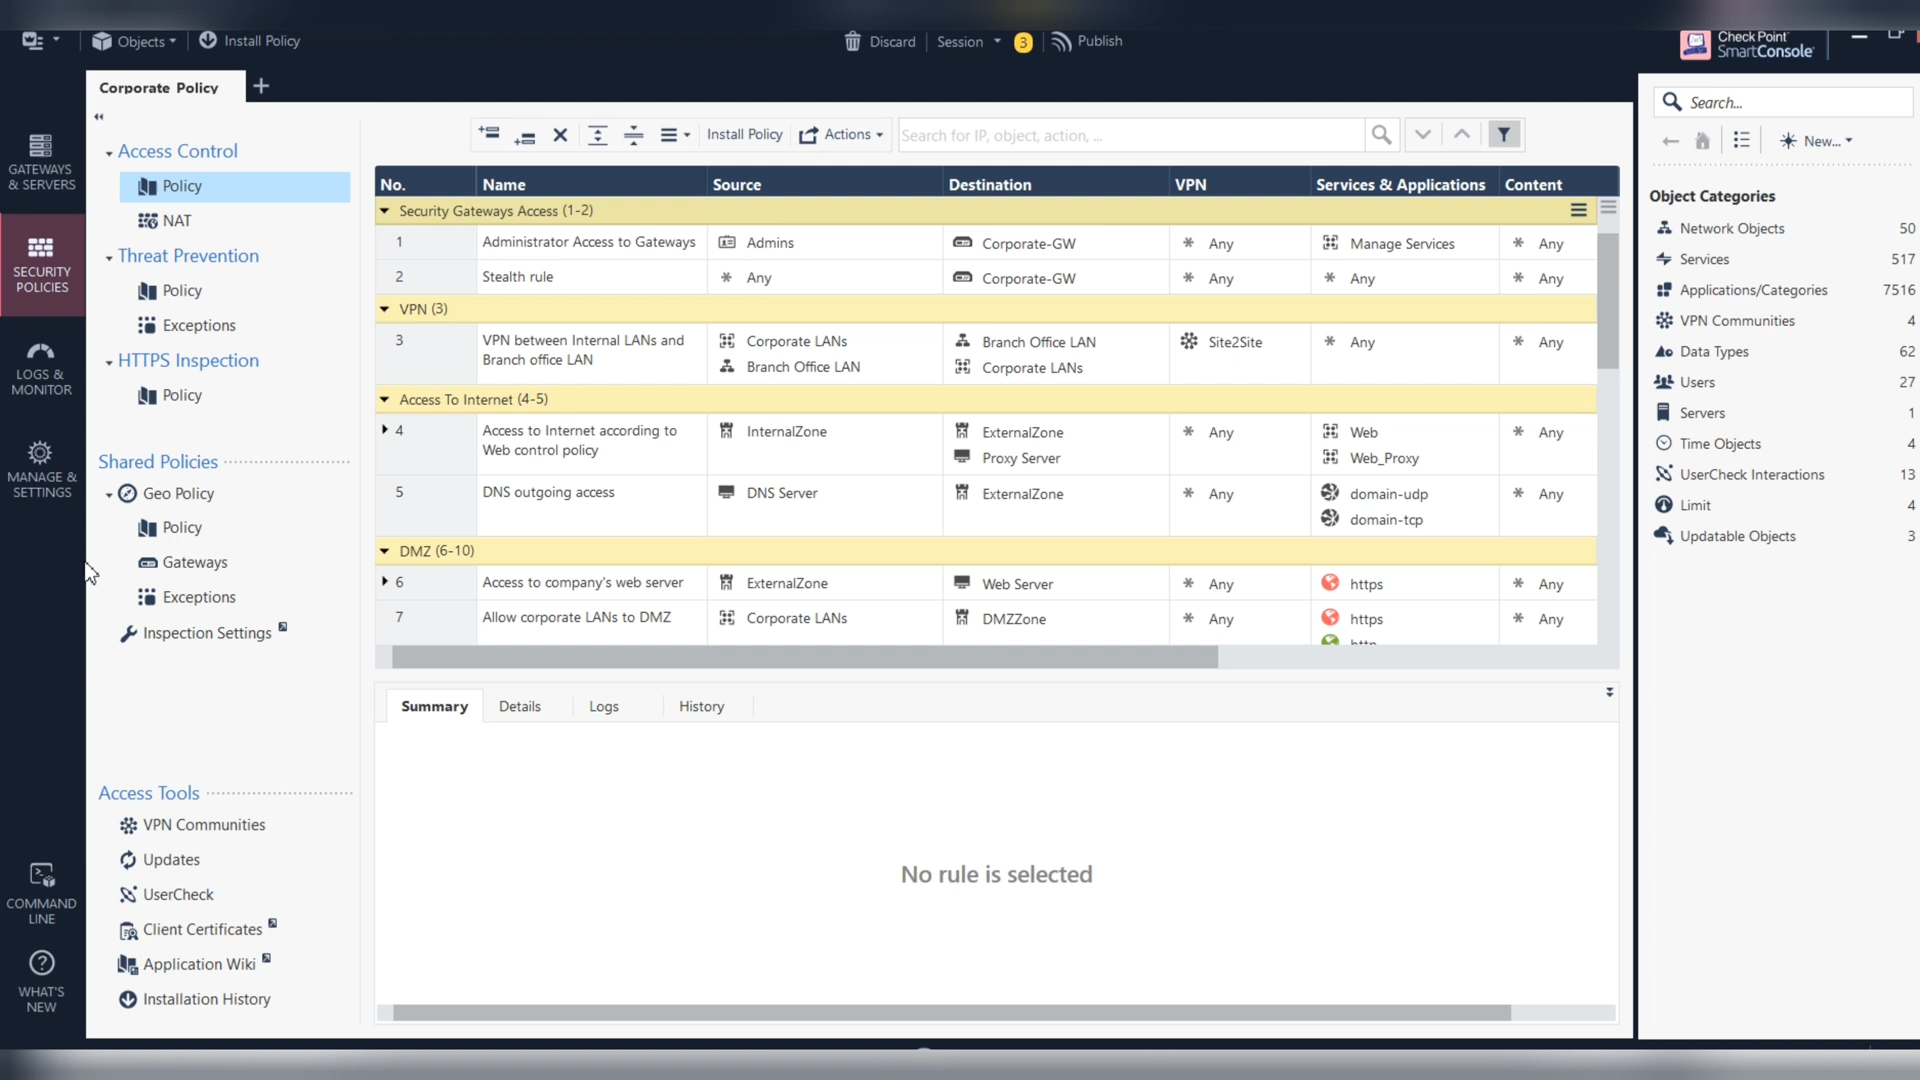 Objects
Install Policy
Discard
Session
3
Publish
Check Point
SmartConsole
Corporate Policy
GATEWAYS
& SERVERS
SECURITY
POLICIES
LOGS &
MONITOR
MANAGE &
SETTINGS
COMMAND
LINE
WHAT'S
NEW
Access Control
Policy
NAT
Threat Prevention
Policy
Exceptions
HTTPS Inspection
Policy
Shared Policies
Geo Policy
Policy
Gateways
Exceptions
Inspection Settings
Access Tools
VPN Communities
Updates
UserCheck
Client Certificates
Application Wiki
Installation History
Install Policy
Actions
Search for IP, object, action, ...
No. Name Source Destination VPN Services & Applications Content
Security Gateways Access (1-2)
1 Administrator Access to Gateways Admins Corporate-GW * Any Manage Services * Any
2 Stealth rule * Any Corporate-GW * Any * Any * Any
VPN (3)
3 VPN between Internal LANs and Corporate LANs Branch Office LAN Site2Site * Any * Any
Branch office LAN Branch Office LAN Corporate LANs
Access To Internet (4-5)
4 Access to Internet according to InternalZone ExternalZone * Any Web * Any
Web control policy Proxy Server Web_Proxy
5 DNS outgoing access DNS Server ExternalZone * Any domain-udp * Any
domain-tcp
DMZ (6-10)
6 Access to company's web server ExternalZone Web Server * Any https * Any
7 Allow corporate LANs to DMZ Corporate LANs DMZZone * Any https * Any
http
Summary Details Logs History
No rule is selected
Search...
New...
Object Categories
Network Objects 50
Services 517
Applications/Categories 7516
VPN Communities 4
Data Types 62
Users 27
Servers 1
Time Objects 4
UserCheck Interactions 13
Limit 4
Updatable Objects 3